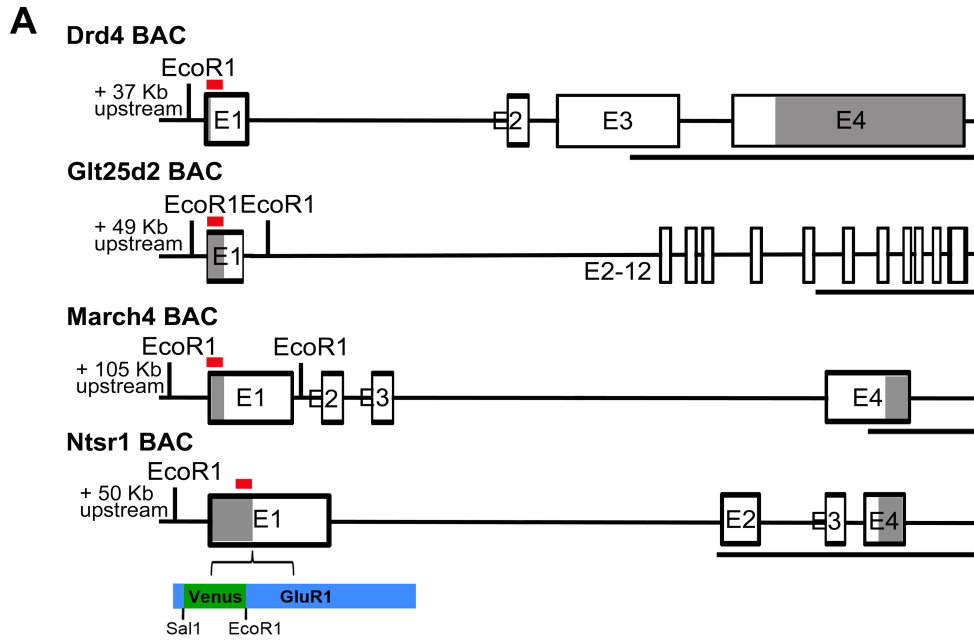 A
Drd4 BAC
EcoR1
+ 37 Kb
upstream
E1
E2
E3
E4
Glt25d2 BAC
EcoR1 EcoR1
+ 49 Kb
upstream
E1
E2-12
March4 BAC
EcoR1 EcoR1
+ 105 Kb
upstream
E1
E2
E3
E4
Ntsr1 BAC
EcoR1
+ 50 Kb
upstream
E1
E2
E3
E4
Venus GluR1
Sal1 EcoR1